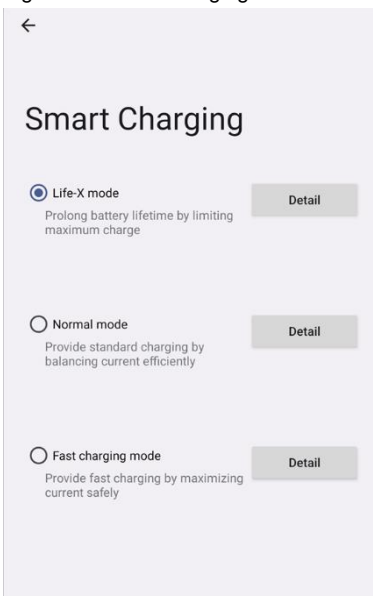 Smart Charging
Life-X mode
Detail
Prolong battery lifetime by limiting
maximum charge
Normal mode
Detail
Provide standard charging by
balancing current efficiently
Fast charging mode
Detail
Provide fast charging by maximizing
current safely